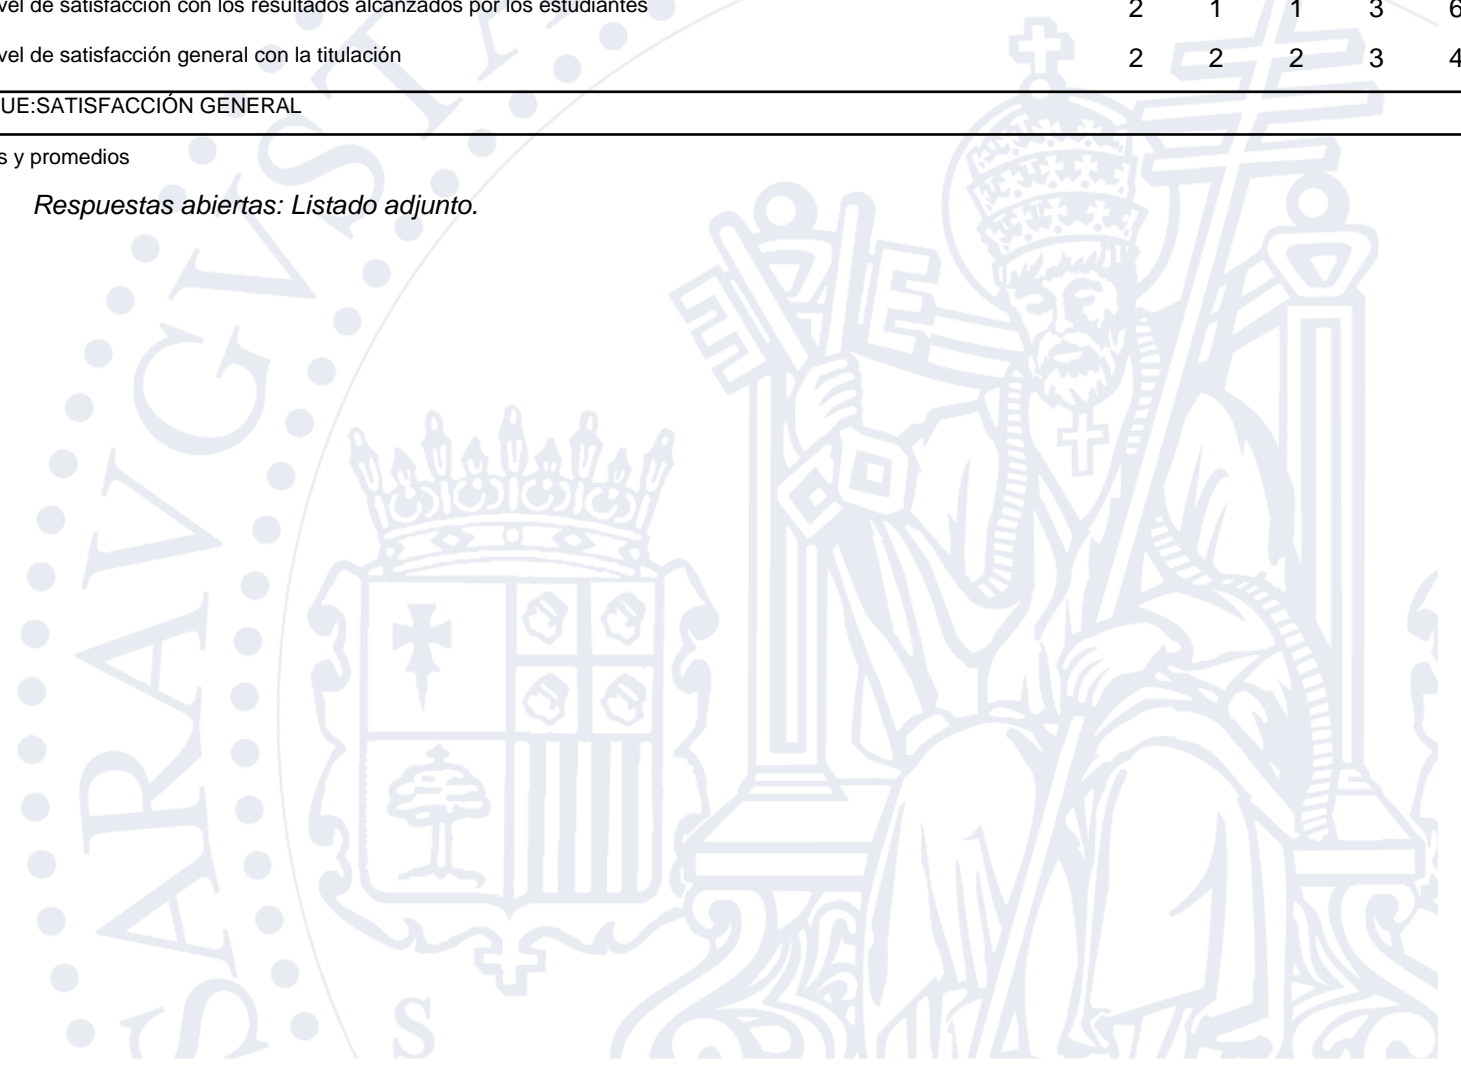 vel de satisfacción con los resultados alcanzados por los estudiantes 2 1 1 3 6
vel de satisfacción general con la titulación 2 2 2 3 4
UE:SATISFACCIÓN GENERAL
s y promedios
Respuestas abiertas: Listado adjunto.
SARAVGVSTA
S